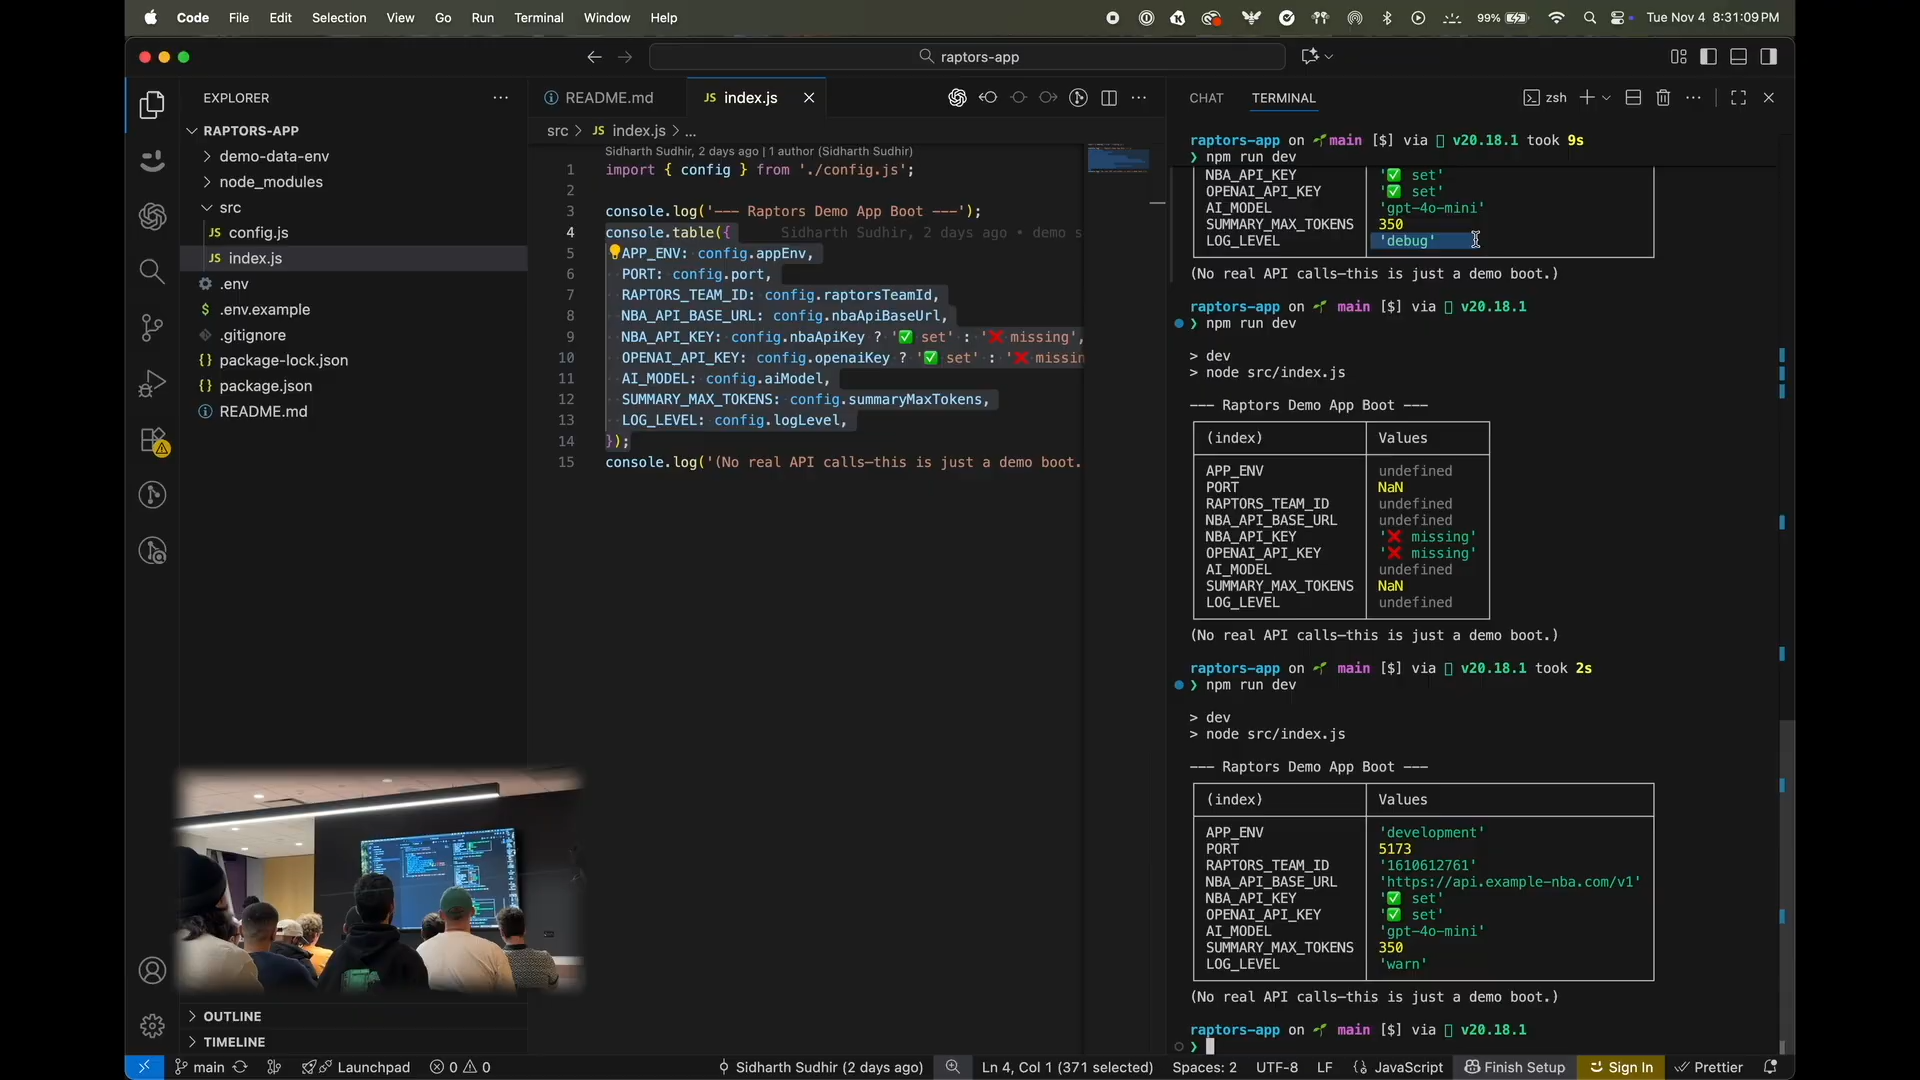 Code File Edit Selection View Go Run Terminal Window Help
99% Tue Nov 4 8:31:09 PM
raptors-app
EXPLORER
RAPTORS-APP
demo-data-env
node_modules
src
JS config.js
JS index.js
.env
$ .env.example
.gitignore
{} package-lock.json
{} package.json
README.md
OUTLINE
TIMELINE
README.md
JS index.js
src > JS index.js > ...
Sidharth Sudhir, 2 days ago | 1 author (Sidharth Sudhir)
1 import { config } from './config.js';
2
3 console.log('--- Raptors Demo App Boot ---');
4 console.table({ Sidharth Sudhir, 2 days ago • demo s
5 APP_ENV: config.appEnv,
6 PORT: config.port,
7 RAPTORS_TEAM_ID: config.raptorsTeamId,
8 NBA_API_BASE_URL: config.nbaApiBaseUrl,
9 NBA_API_KEY: config.nbaApiKey ? '✅ set' : '❌ missing',
10 OPENAI_API_KEY: config.openaiKey ? '✅ set' : '❌ missin
11 AI_MODEL: config.aiModel,
12 SUMMARY_MAX_TOKENS: config.summaryMaxTokens,
13 LOG_LEVEL: config.logLevel,
14 });
15 console.log('(No real API calls—this is just a demo boot.
CHAT TERMINAL
zsh
raptors-app on main [$] via v20.18.1 took 9s
❯ npm run dev
NBA_API_KEY '✅ set'
OPENAI_API_KEY '✅ set'
AI_MODEL 'gpt-4o-mini'
SUMMARY_MAX_TOKENS 350
LOG_LEVEL 'debug'
(No real API calls—this is just a demo boot.)
raptors-app on main [$] via v20.18.1
❯ npm run dev
> dev
> node src/index.js
--- Raptors Demo App Boot ---
(index) Values
APP_ENV undefined
PORT NaN
RAPTORS_TEAM_ID undefined
NBA_API_BASE_URL undefined
NBA_API_KEY '❌ missing'
OPENAI_API_KEY '❌ missing'
AI_MODEL undefined
SUMMARY_MAX_TOKENS NaN
LOG_LEVEL undefined
(No real API calls—this is just a demo boot.)
raptors-app on main [$] via v20.18.1 took 2s
❯ npm run dev
> dev
> node src/index.js
--- Raptors Demo App Boot ---
(index) Values
APP_ENV 'development'
PORT 5173
RAPTORS_TEAM_ID '1610612761'
NBA_API_BASE_URL 'https://api.example-nba.com/v1'
NBA_API_KEY '✅ set'
OPENAI_API_KEY '✅ set'
AI_MODEL 'gpt-4o-mini'
SUMMARY_MAX_TOKENS 350
LOG_LEVEL 'warn'
(No real API calls—this is just a demo boot.)
raptors-app on main [$] via v20.18.1
❯
main Launchpad 0 0 Sidharth Sudhir (2 days ago) Ln 4, Col 1 (371 selected) Spaces: 2 UTF-8 LF {} JavaScript Finish Setup Sign In Prettier